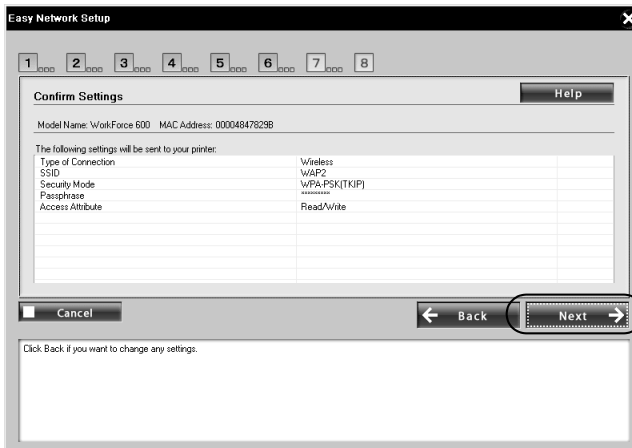 Easy Network Setup
1 2 3 4 5 6 7 8
Confirm Settings Help
Model Name: WorkForce 600 MAC Address: 00004847829B
The following settings will be sent to your printer:
Type of Connection Wireless
SSID WAP2
Security Mode WPA-PSK(TKIP)
Passphrase *********
Access Attribute Read/Write
Cancel Back Next
Click Back if you want to change any settings.